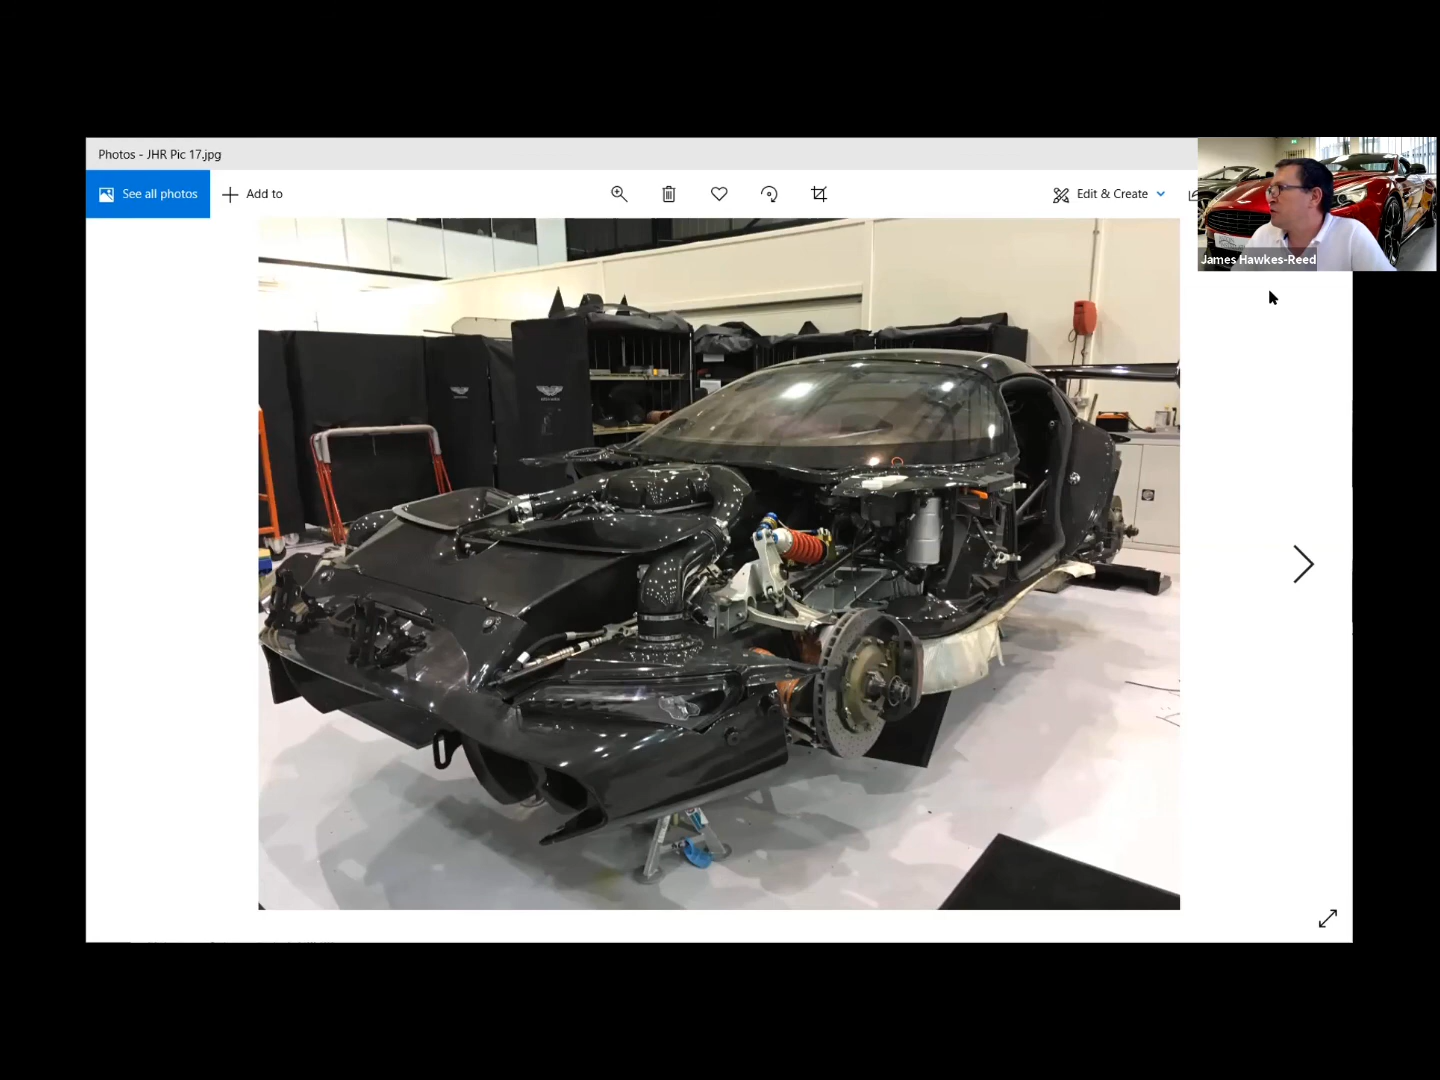 Photos - JHR Pic 17.jpg
See all photos
Add to
Edit & Create
James Hawkes-Reed